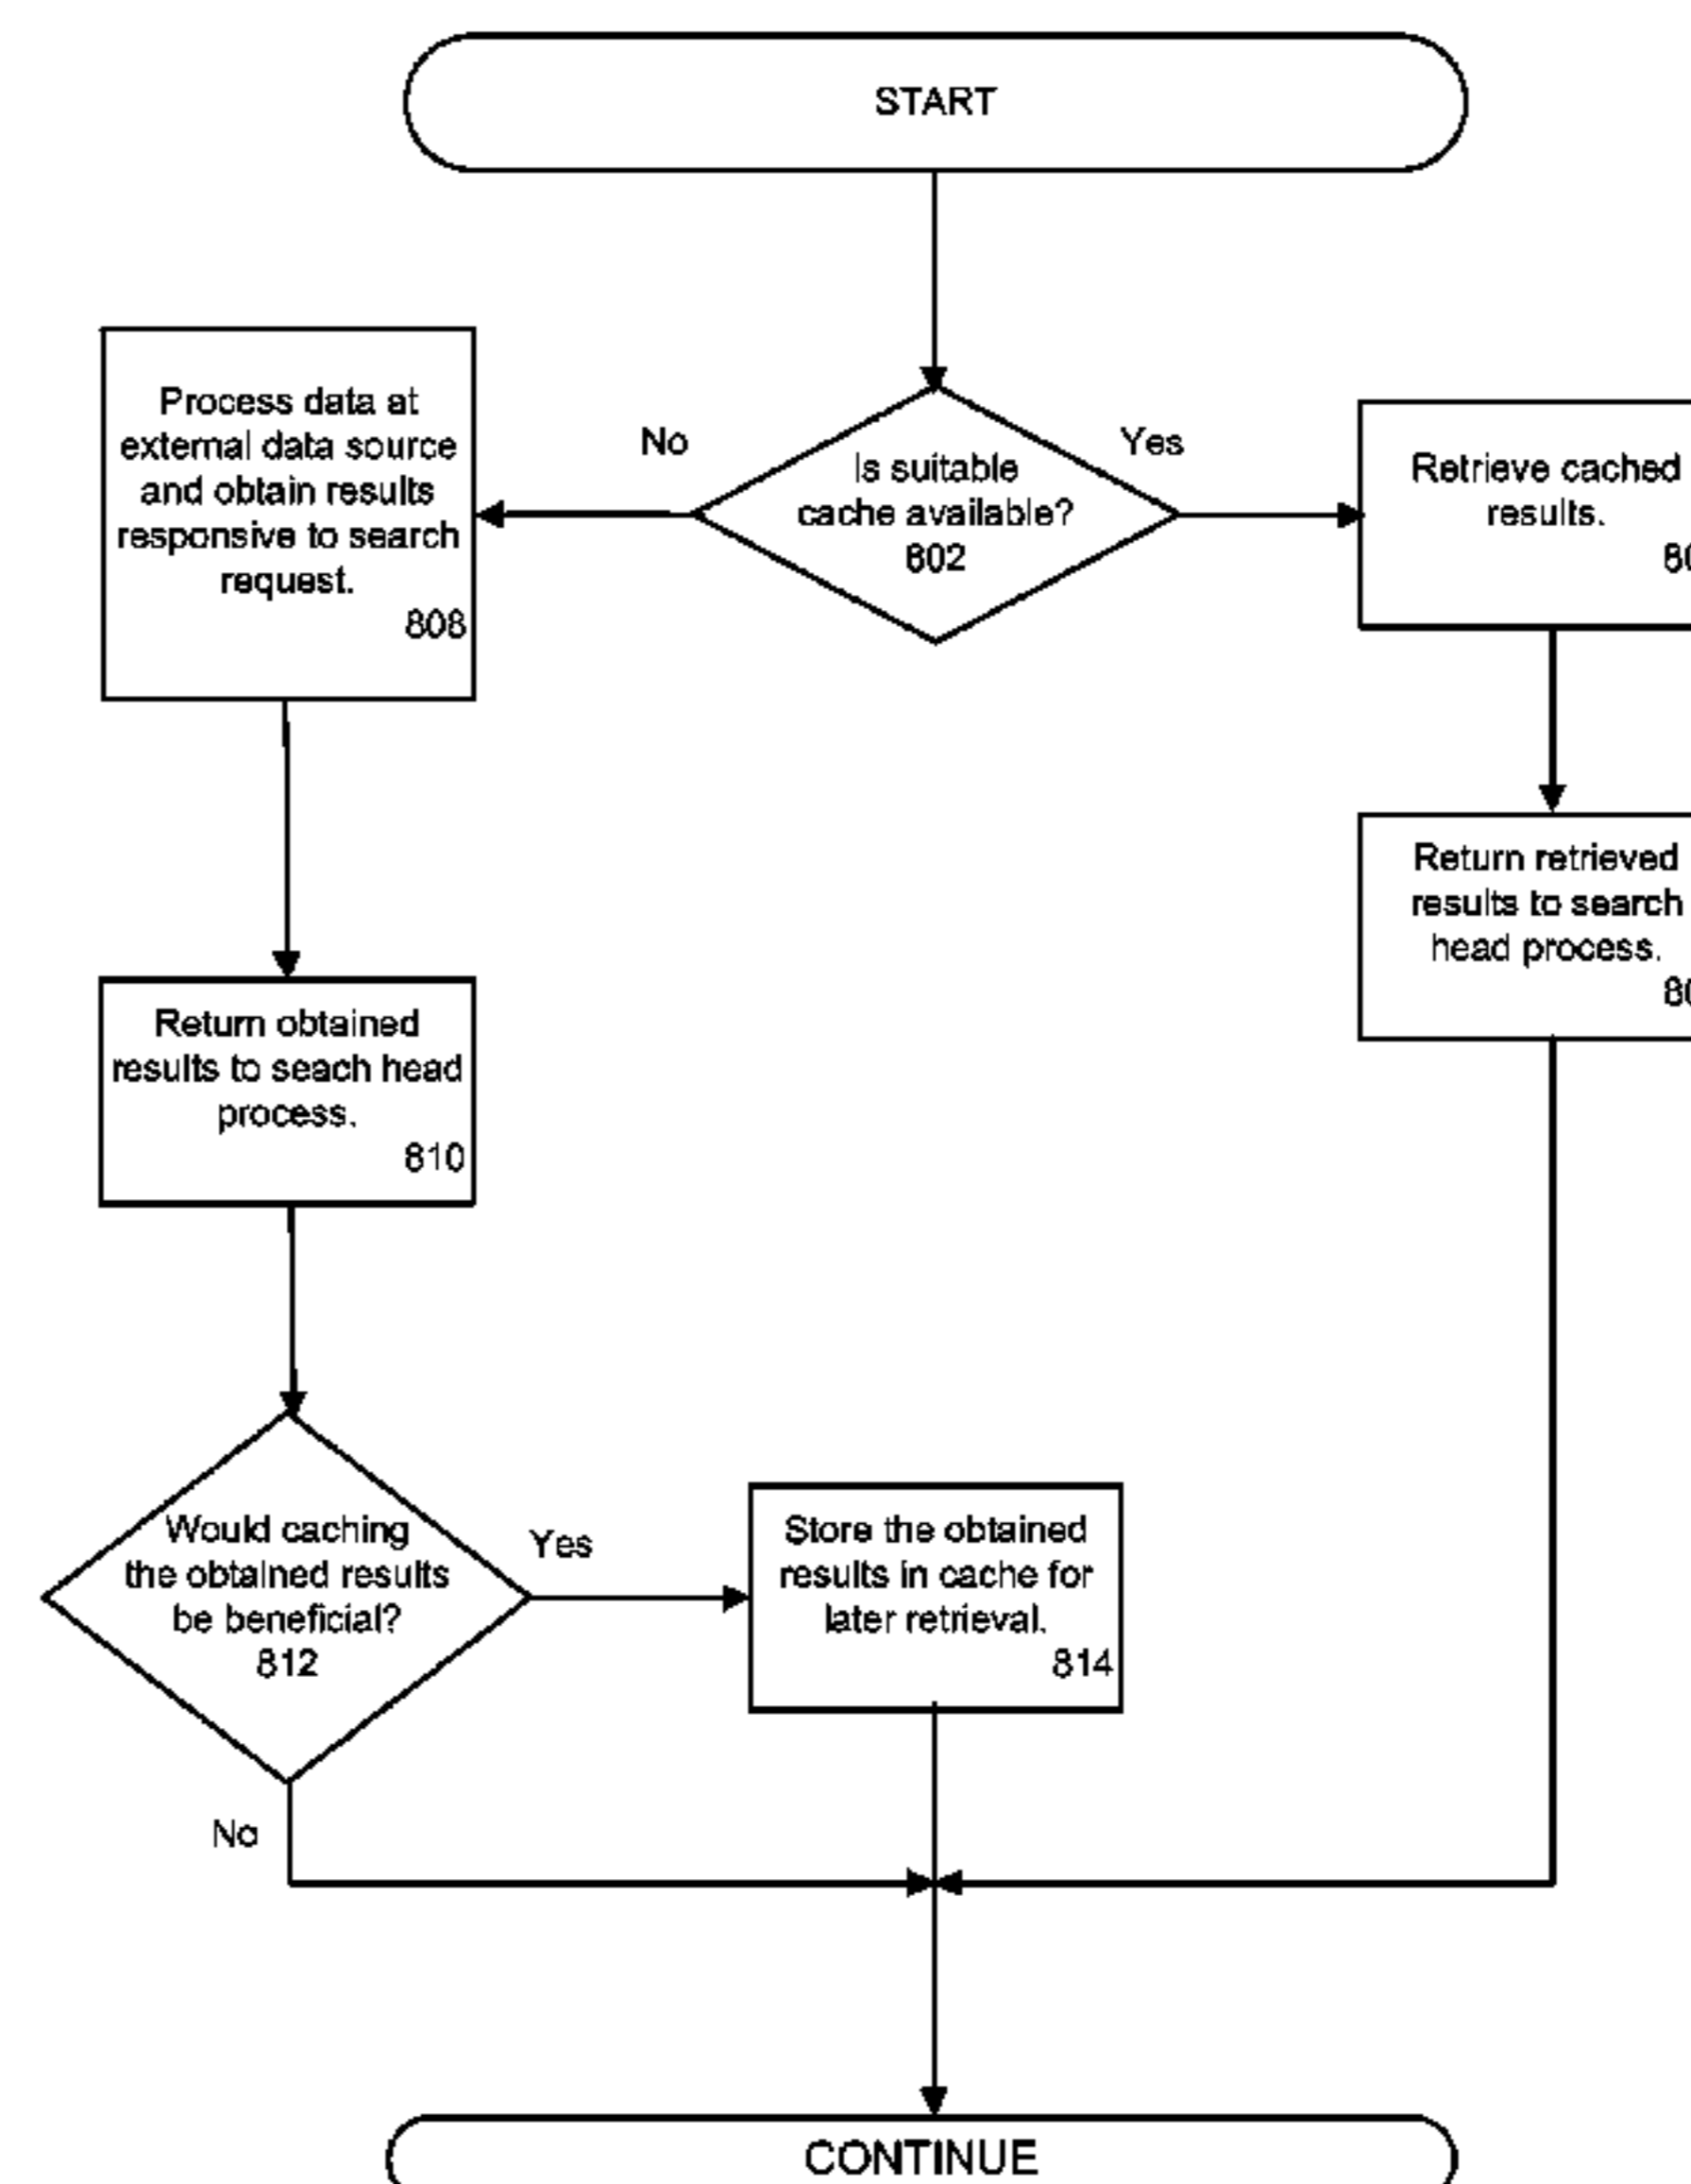 START
No
Yes
Is suitable
cache available?
802
Process data at
external data source
and obtain results
responsive to search
request.
808
Retrieve cached
results.
Return retrieved
results to search
head process.
Return obtained
results to seach head
process.
810
Would caching
the obtained results
be beneficial?
812
Yes
Store the obtained
results in cache for
later retrieval.
814
No
CONTINUE